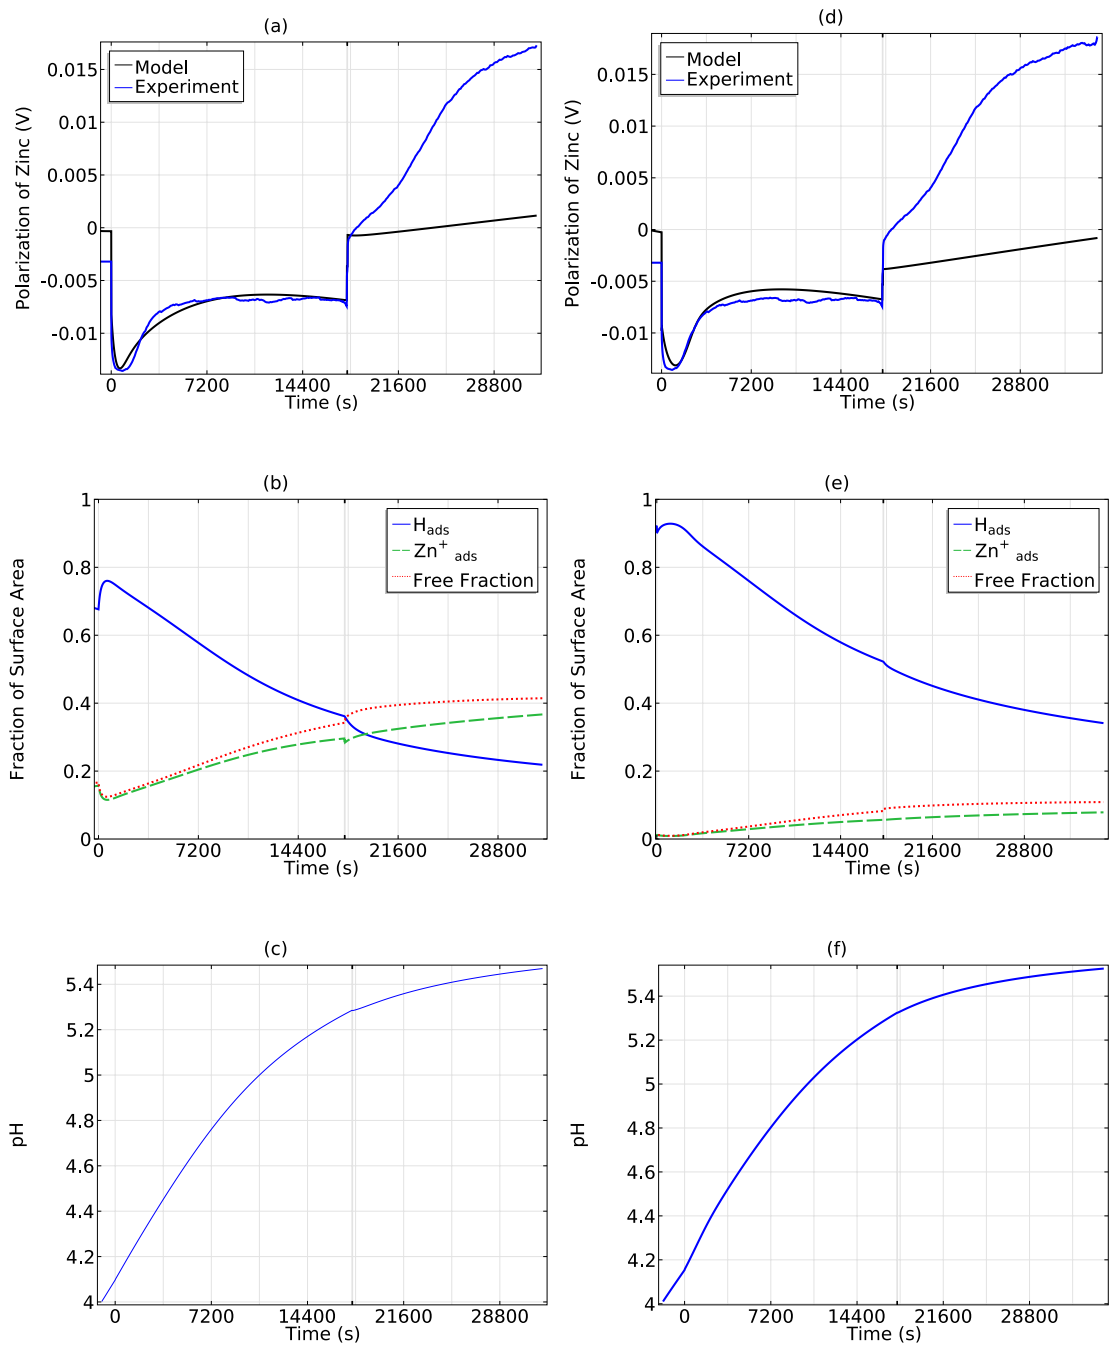 (a)
Polarization of Zinc (V)
0.015
0.01
0.005
0
-0.005
-0.01
Model
Experiment
0 7200 14400 21600 28800
Time (s)
(d)
Polarization of Zinc (V)
0.015
0.01
0.005
0
-0.005
-0.01
Model
Experiment
0 7200 14400 21600 28800
Time (s)
(b)
Fraction of Surface Area
1
0.8
0.6
0.4
0.2
0
H_ads
Zn^+ _ads
Free Fraction
0 7200 14400 21600 28800
Time (s)
(e)
Fraction of Surface Area
1
0.8
0.6
0.4
0.2
0
H_ads
Zn^+ _ads
Free Fraction
0 7200 14400 21600 28800
Time (s)
(c)
pH
5.4
5.2
5
4.8
4.6
4.4
4.2
4
0 7200 14400 21600 28800
Time (s)
(f)
pH
5.4
5.2
5
4.8
4.6
4.4
4.2
4
0 7200 14400 21600 28800
Time (s)